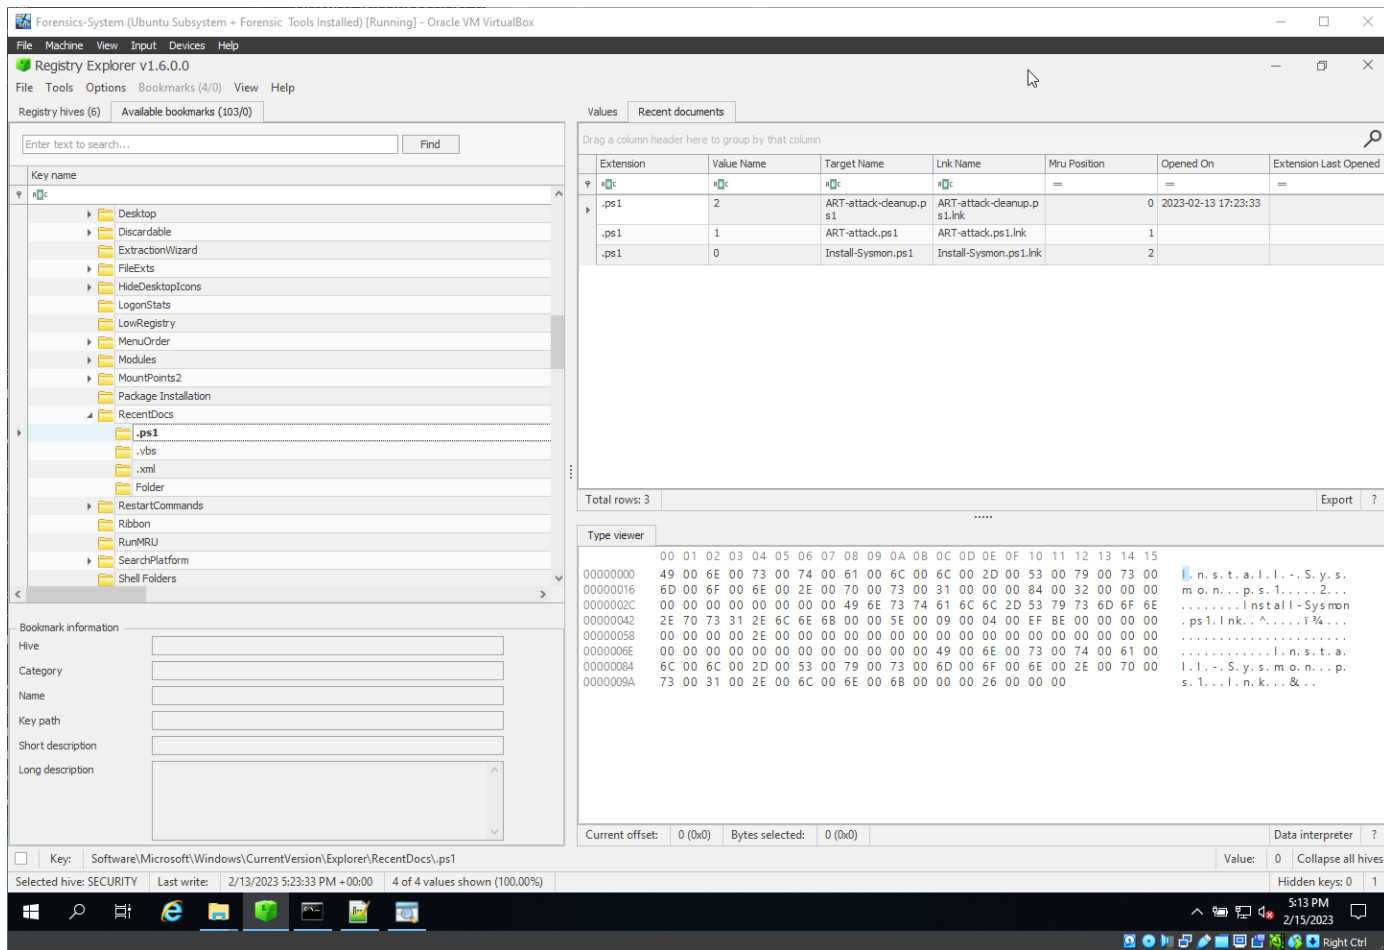 Forensics-System (Ubuntu Subsystem + Forensic Tools Installed) [Running] - Oracle VM VirtualBox
File Machine View Input Devices Help
Registry Explorer v1.6.0.0
File Tools Options Bookmarks (4/0) View Help
Registry hives (6) Available bookmarks (103/0)
Enter text to search... Find
Key name
Desktop
Discardable
ExtractionWizard
FileExts
HideDesktopIcons
LogonStats
LowRegistry
MenuOrder
Modules
MountPoints2
Package Installation
RecentDocs
.ps1
.vbs
.xml
Folder
RestartCommands
Ribbon
RunMRU
SearchPlatform
Shell Folders
Bookmark information
Hive
Category
Name
Key path
Short description
Long description
Values Recent documents
Drag a column header here to group by that column
Extension Value Name Target Name Lnk Name Mru Position Opened On Extension Last Opened
= = =
.ps1 2 ART-attack-cleanup.p ART-attack-cleanup.p 0 2023-02-13 17:23:33
s1 s1.lnk
.ps1 1 ART-attack.ps1 ART-attack.ps1.lnk 1
.ps1 0 Install-Sysmon.ps1 Install-Sysmon.ps1.lnk 2
Total rows: 3 Export ?
Type viewer
00 01 02 03 04 05 06 07 08 09 0A 0B 0C 0D 0E 0F 10 11 12 13 14 15
00000000 49 00 6E 00 73 00 74 00 61 00 6C 00 6C 00 2D 00 53 00 79 00 73 00 I.n.s.t.a.l.l.-.S.y.s.
00000016 6D 00 6F 00 6E 00 2E 00 70 00 73 00 31 00 00 00 84 00 32 00 00 00 m.o.n...p.s.1.....2...
0000002C 00 00 00 00 00 00 00 00 49 6E 73 74 61 6C 6C 2D 53 79 73 6D 6F 6E ........Install-Sysmon
00000042 2E 70 73 31 2E 6C 6E 6B 00 00 5E 00 09 00 04 00 EF BE 00 00 00 00 .ps1.lnk..^.....ï¾....
00000058 00 00 00 00 2E 00 00 00 00 00 00 00 00 00 00 00 00 00 00 00 00 00 ......................
0000006E 00 00 00 00 00 00 00 00 00 00 00 00 49 00 6E 00 73 00 74 00 61 00 ............I.n.s.t.a.
00000084 6C 00 6C 00 2D 00 53 00 79 00 73 00 6D 00 6F 00 6E 00 2E 00 70 00 l.l.-.S.y.s.m.o.n...p.
0000009A 73 00 31 00 2E 00 6C 00 6E 00 6B 00 00 00 26 00 00 00 s.1...l.n.k...&...
Current offset: 0 (0x0) Bytes selected: 0 (0x0) Data interpreter ?
Key: Software\Microsoft\Windows\CurrentVersion\Explorer\RecentDocs\.ps1 Value: 0 Collapse all hives
Selected hive: SECURITY Last write: 2/13/2023 5:23:33 PM +00:00 4 of 4 values shown (100.00%) Hidden keys: 0 1
5:13 PM
2/15/2023
Right Ctrl